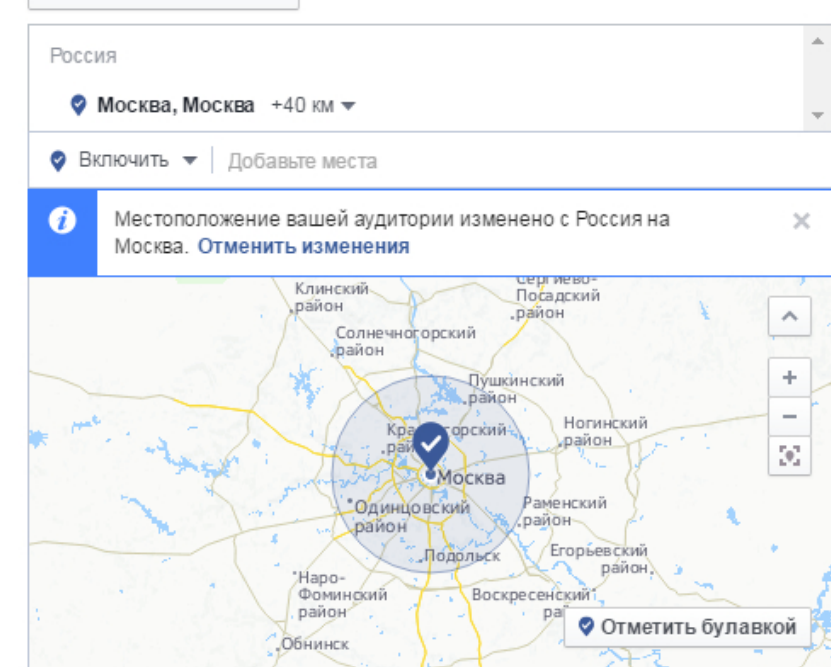 Россия
Москва, Москва +40 км
Включить Добавьте места
Местоположение вашей аудитории изменено с Россия на
Москва. Отменить изменения
Клинский
район
Сергиево-
Посадский
район
Солнечногорский
район
Пушкинский
район
Ногинский
район
Москва
Одинцовский
район
Раменский
район
Подольск
Егорьевский
район
Наро-
Фоминский
район
Воскресенский
Отметить булавкой
Обнинск